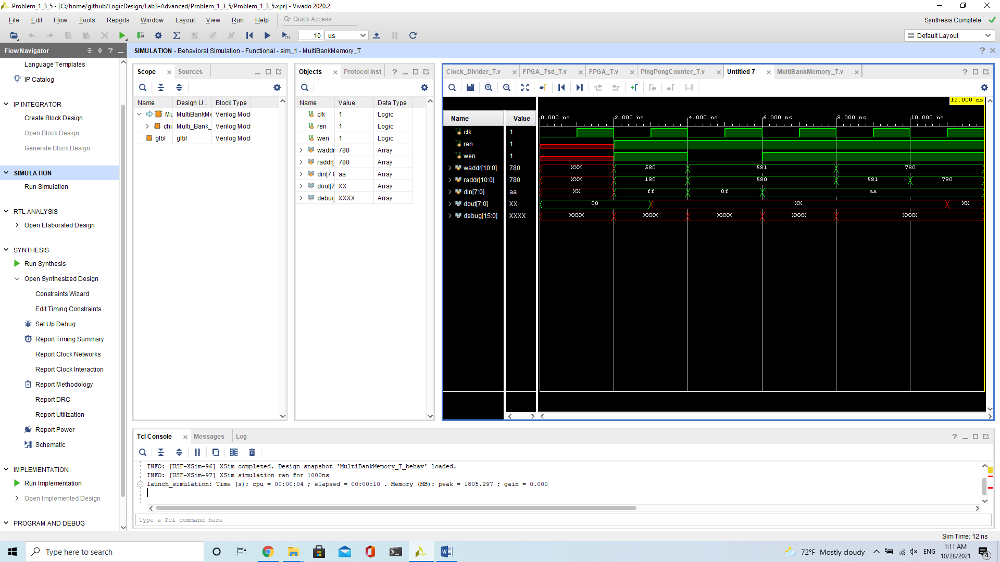 Problem_1_3_5 - [C:/home/github/LogicDesign/Lab3-Advanced/Problem_1_3_5/Problem_1_3_5.xpr] - Vivado 2020.2
File Edit Flow Tools Reports Window Layout View Run Help Quick Access
Synthesis Complete
10 us
Default Layout
Flow Navigator
SIMULATION - Behavioral Simulation - Functional - sim_1 - MultiBankMemory_T
Language Templates
IP Catalog
IP INTEGRATOR
Create Block Design
Open Block Design
Generate Block Design
SIMULATION
Run Simulation
RTL ANALYSIS
Open Elaborated Design
SYNTHESIS
Run Synthesis
Open Synthesized Design
Constraints Wizard
Edit Timing Constraints
Set Up Debug
Report Timing Summary
Report Clock Networks
Report Clock Interaction
Report Methodology
Report DRC
Report Utilization
Report Power
Schematic
IMPLEMENTATION
Run Implementation
Open Implemented Design
PROGRAM AND DEBUG
Scope Sources
Name Design U... Block Type
Mu MultiBankMe Verilog Mod
chi Multi_Bank_ Verilog Mod
glbl glbl Verilog Mod
Objects Protocol Inst
Name Value Data Type
clk 1 Logic
ren 1 Logic
wen 1 Logic
waddr 780 Array
raddr[ 780 Array
din[7:0 aa Array
dout[7 XX Array
debug XXXX Array
Clock_Divider_T.v FPGA_7sd_T.v FPGA_T.v PingPongCounter_T.v Untitled 7 MultiBankMemory_T.v
12.000 ns
Name Value
0.000 ns 2.000 ns 4.000 ns 6.000 ns 8.000 ns 10.000 ns
clk 1
ren 1
wen 1
waddr[10:0] 780 XXX 580 581 780
raddr[10:0] 780 XXX 180 580 581 780
din[7:0] aa XX ff 0f aa
dout[7:0] XX 00 XX XX
debug[15:0] XXXX XXXX XXXX XXXX XXXX XXXX
Tcl Console Messages Log
INFO: [USF-XSim-96] XSim completed. Design snapshot 'MultiBankMemory_T_behav' loaded.
INFO: [USF-XSim-97] XSim simulation ran for 1000ns
launch_simulation: Time (s): cpu = 00:00:04 ; elapsed = 00:00:10 . Memory (MB): peak = 1805.297 ; gain = 0.000
Type a Tcl command here
Sim Time: 12 ns
Type here to search
72°F Mostly cloudy
ENG
1:11 AM
10/28/2021
4